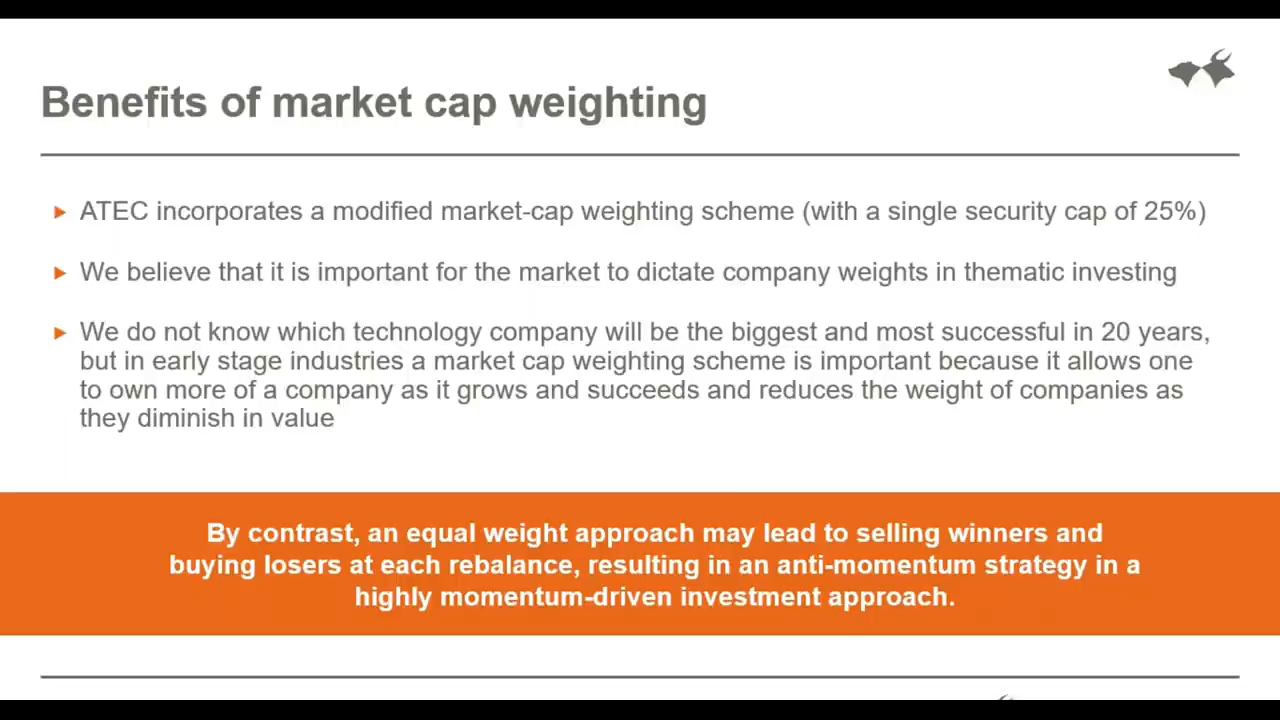 Benefits of market cap weighting
ATEC incorporates a modified market-cap weighting scheme (with a single security cap of 25%)
We believe that it is important for the market to dictate company weights in thematic investing
We do not know which technology company will be the biggest and most successful in 20 years,
but in early stage industries a market cap weighting scheme is important because it allows one
to own more of a company as it grows and succeeds and reduces the weight of companies as
they diminish in value
By contrast, an equal weight approach may lead to selling winners and
buying losers at each rebalance, resulting in an anti-momentum strategy in a
highly momentum-driven investment approach.